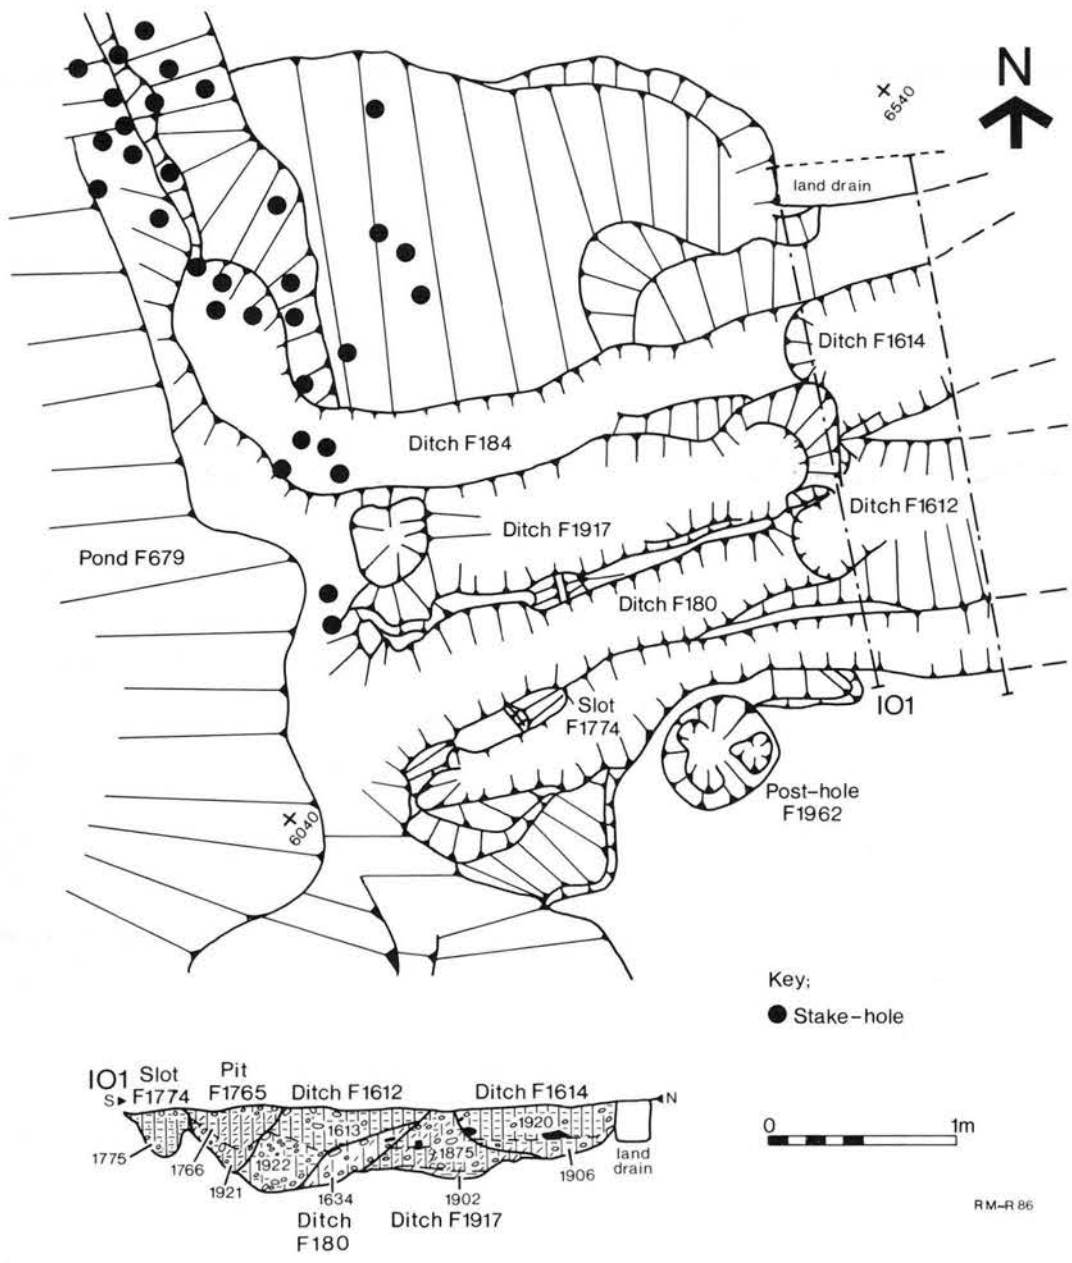 N
6540
land drain
Ditch F1614
Ditch F184
Ditch F1612
Ditch F1917
Pond F679
Ditch F180
Slot
F1774
IO1
Post-hole
F1962
6040
Key:
Stake-hole
IO1
Slot
F1774
Pit
F1765
Ditch F1612
Ditch F1614
S
N
1920
1613
1875
1922
1775
1766
1921
1634
1902
1906
land
drain
Ditch
F180
Ditch F1917
0
1m
RM-R 86